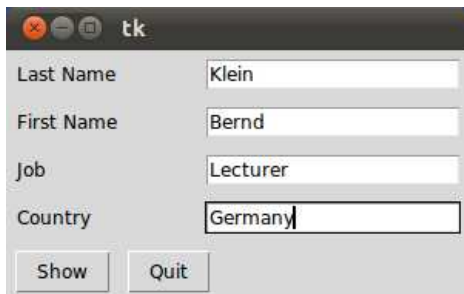 tk
Last Name Klein
First Name Bernd
Job Lecturer
Country Germany
Show Quit